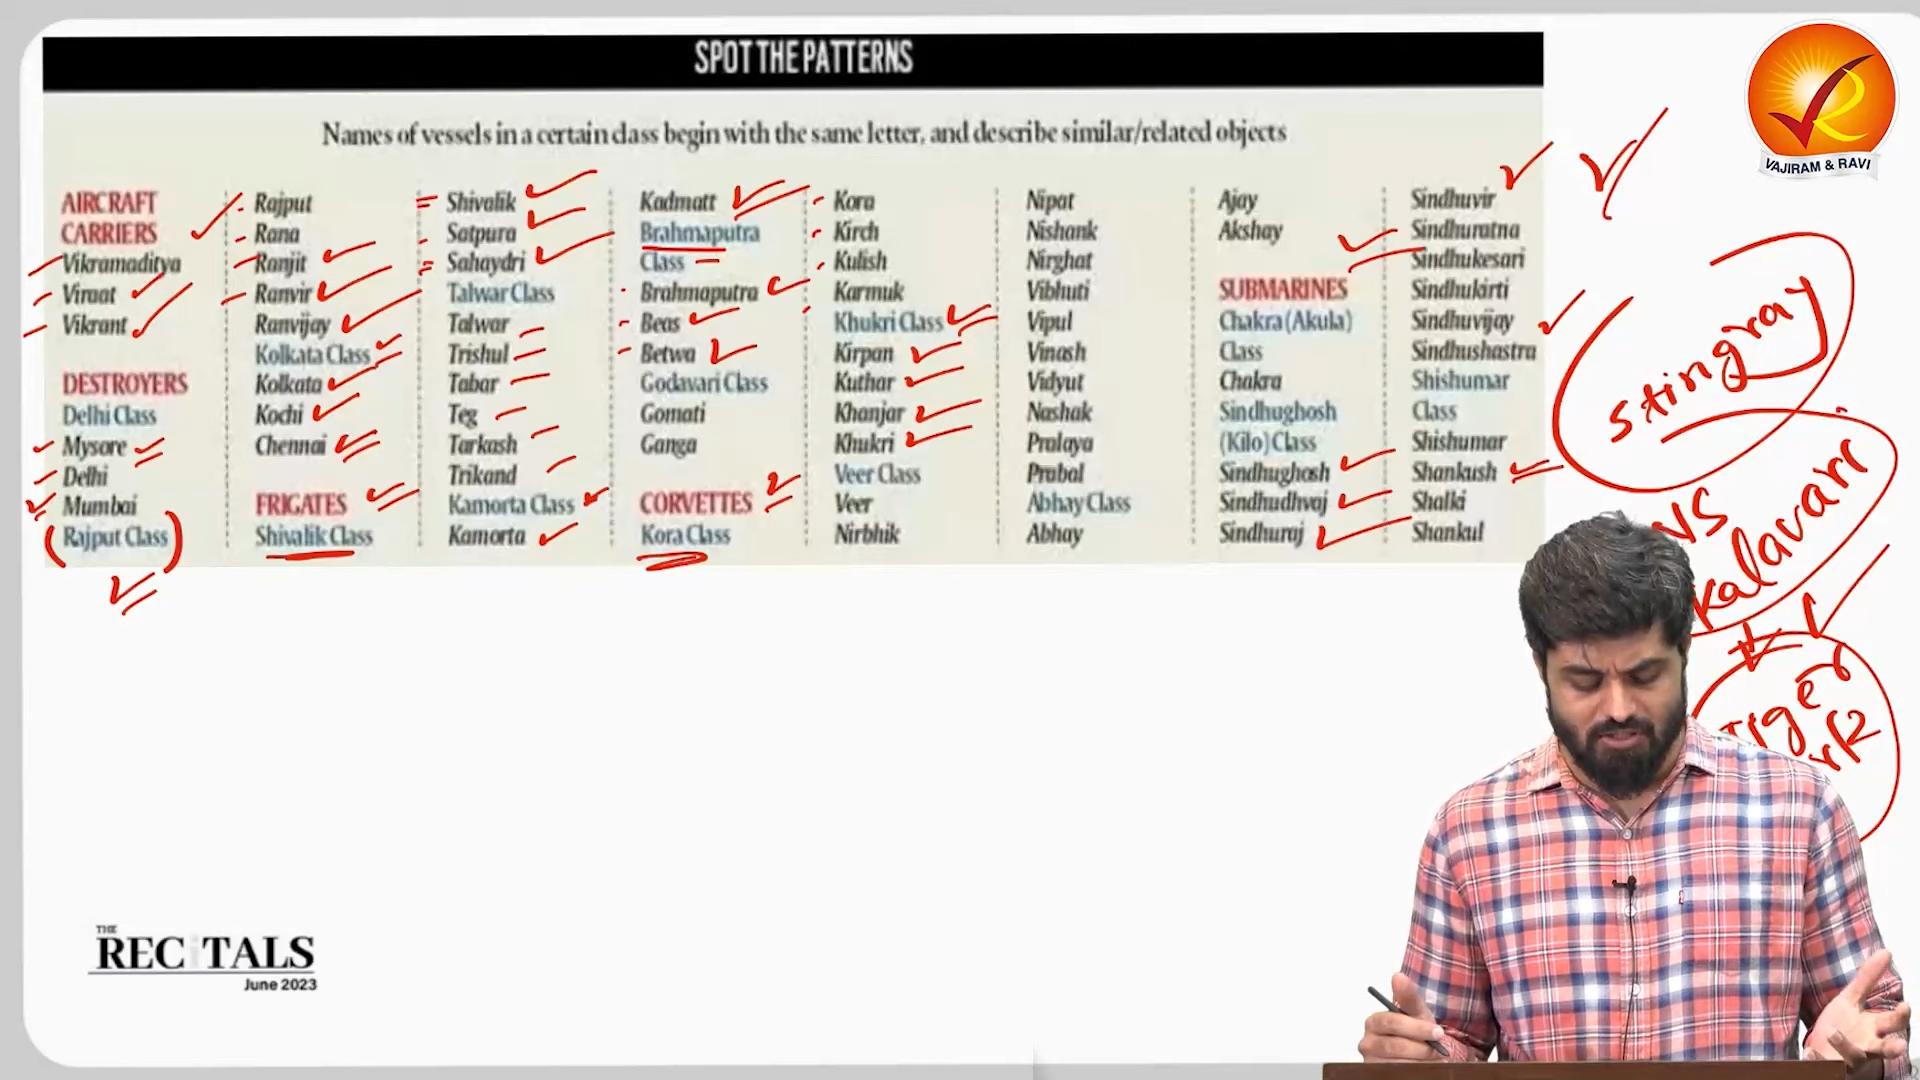 SPOT THE PATTERNS
Names of vessels in a certain class begin with the same letter, and describe similar/related objects
AIRCRAFT
CARRIERS
Vikramaditya
Viraat
Vikrant
DESTROYERS
Delhi Class
Mysore
Delhi
Mumbai
(Rajput Class)
Rajput
Rana
Ranjit
Ranvir
Ranvijay
Kolkata Class
Kolkata
Kochi
Chennai
FRIGATES
Shivalik Class
Shivalik
Satpura
Sahaydri
Talwar Class
Talwar
Trishul
Tabar
Teg
Tarkash
Trikand
Kamorta Class
Kamorta
Kadmatt
Brahmaputra
Class
Brahmaputra
Beas
Betwa
Godavari Class
Gomati
Ganga
CORVETTES
Kora Class
Kora
Kirch
Kulish
Karmuk
Khukri Class
Kirpan
Kuthar
Khanjar
Khukri
Veer Class
Veer
Nirbhik
Nipat
Nishank
Nirghat
Vibhuti
Vipul
Vinash
Vidyut
Nashak
Pralaya
Prabal
Abhay Class
Abhay
Ajay
Akshay
SUBMARINES
Chakra (Akula)
Class
Chakra
Sindhughosh
(Kilo) Class
Sindhughosh
Sindhudhvaj
Sindhuraj
Sindhuvir
Sindhuratna
Sindhukesari
Sindhukirti
Sindhuvijay
Sindhushastra
Shishumar
Class
Shishumar
Shankush
Shalki
Shankul
VAJIRAM & RAVI
Stingray
Kalavari
THE
RECiTALS
June 2023